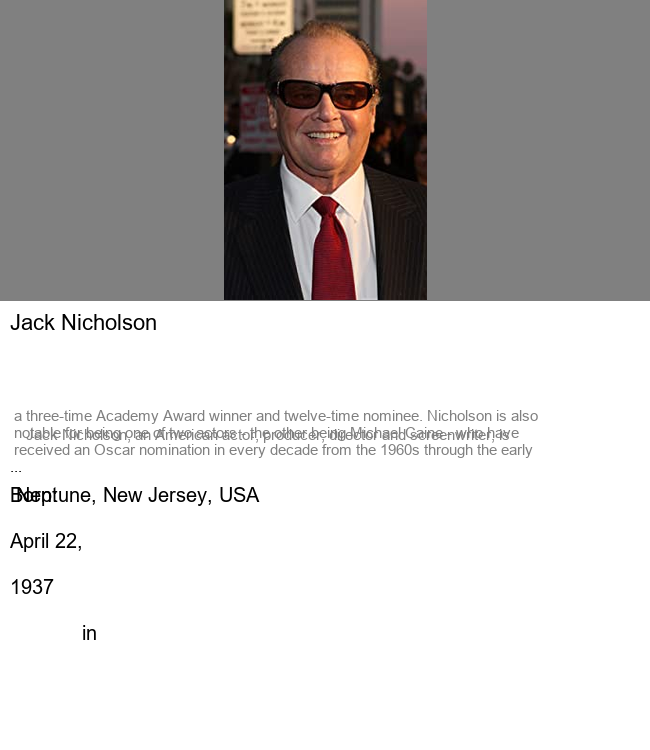 Jack Nicholson
a three-time Academy Award winner and twelve-time nominee. Nicholson is also
notable for being one of two actors - the other being Michael Caine - who have
Jack Nicholson, an American actor, producer, director and screenwriter, is
received an Oscar nomination in every decade from the 1960s through the early
...
Born:
Neptune, New Jersey, USA
April 22,
1937
in